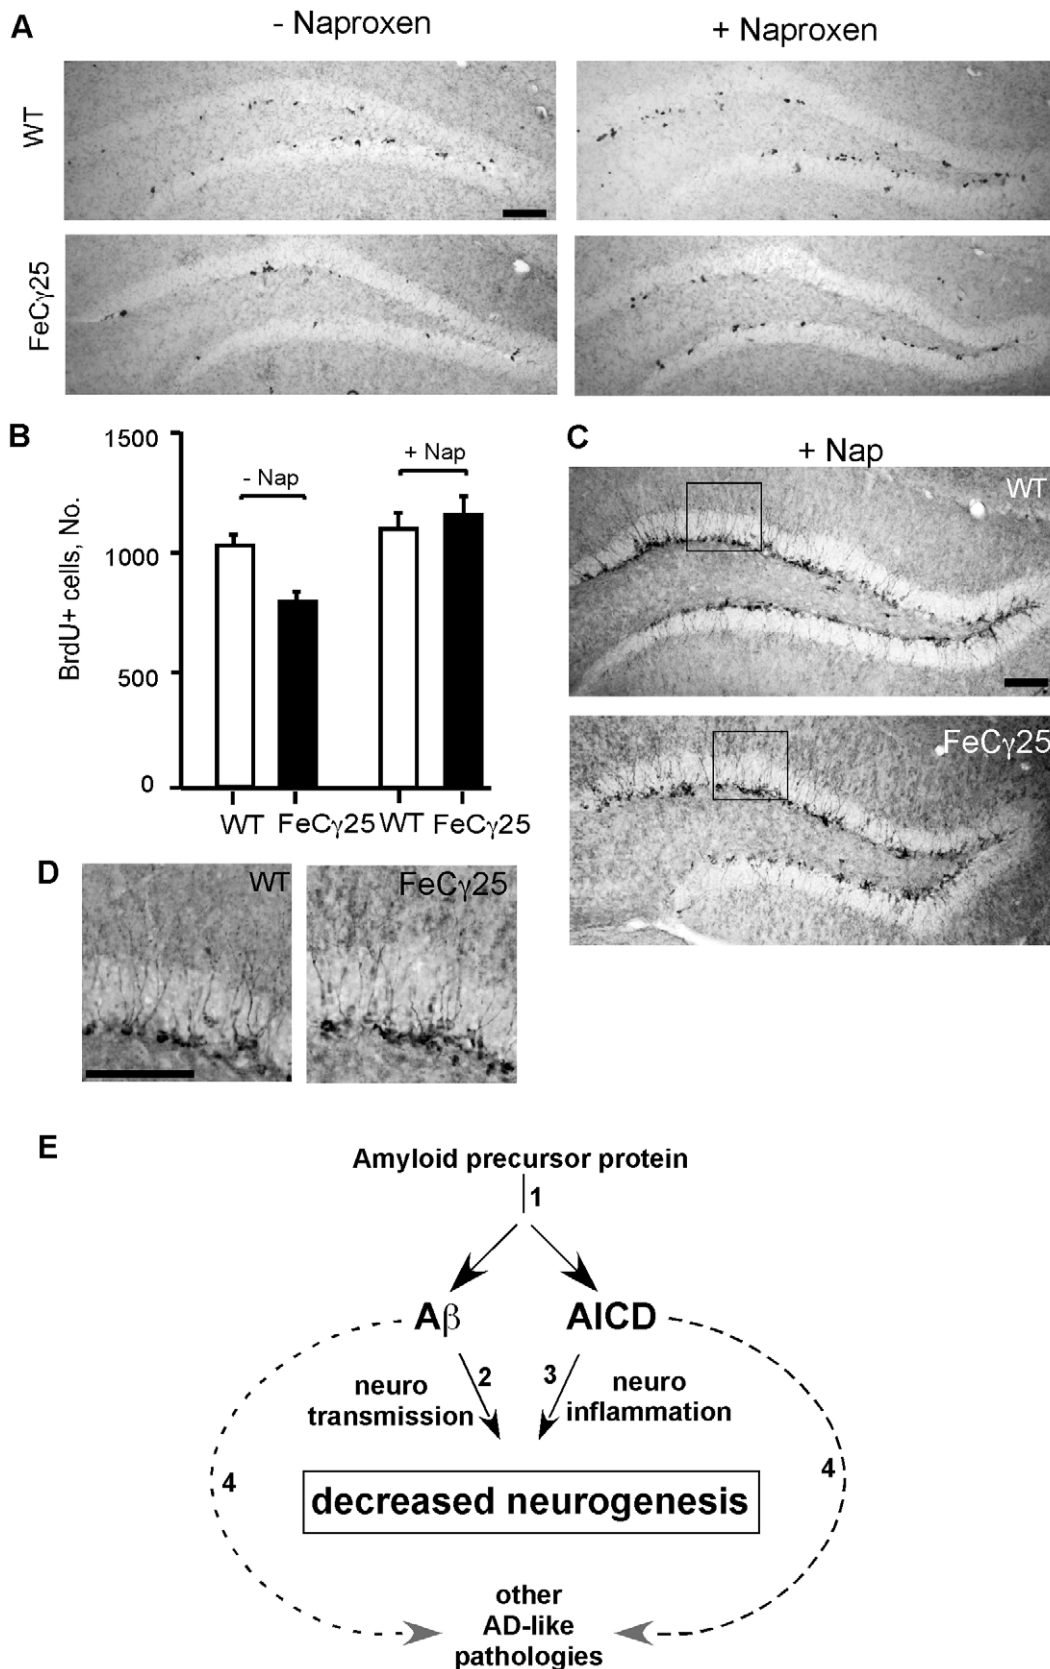 A
- Naproxen
+ Naproxen
WT
FeCγ25
B
1500
1000
500
0
BrdU+ cells, No.
- Nap
+ Nap
WT
FeCγ25
WT
FeCγ25
C
+ Nap
WT
FeCγ25
D
WT
FeCγ25
E
Amyloid precursor protein
1
Aβ
AICD
2
3
neuro
transmission
neuro
inflammation
4
4
decreased neurogenesis
other
AD-like
pathologies